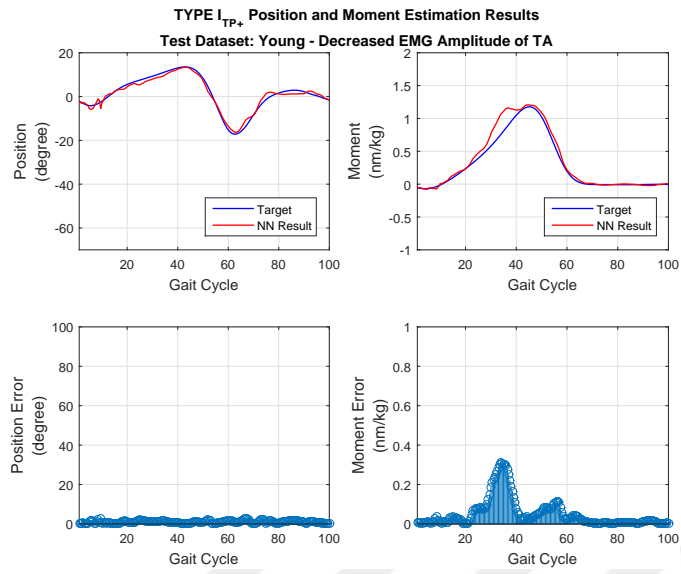 TYPE I_TP+ Position and Moment Estimation Results
Test Dataset: Young - Decreased EMG Amplitude of TA
Position
(degree)
20
0
-20
-40
-60
Target
NN Result
20 40 60 80 100
Gait Cycle
Moment
(nm/kg)
2
1.5
1
0.5
0
-0.5
-1
Target
NN Result
20 40 60 80 100
Gait Cycle
Position Error
(degree)
100
80
60
40
20
0
20 40 60 80 100
Gait Cycle
Moment Error
(nm/kg)
1
0.8
0.6
0.4
0.2
0
20 40 60 80 100
Gait Cycle